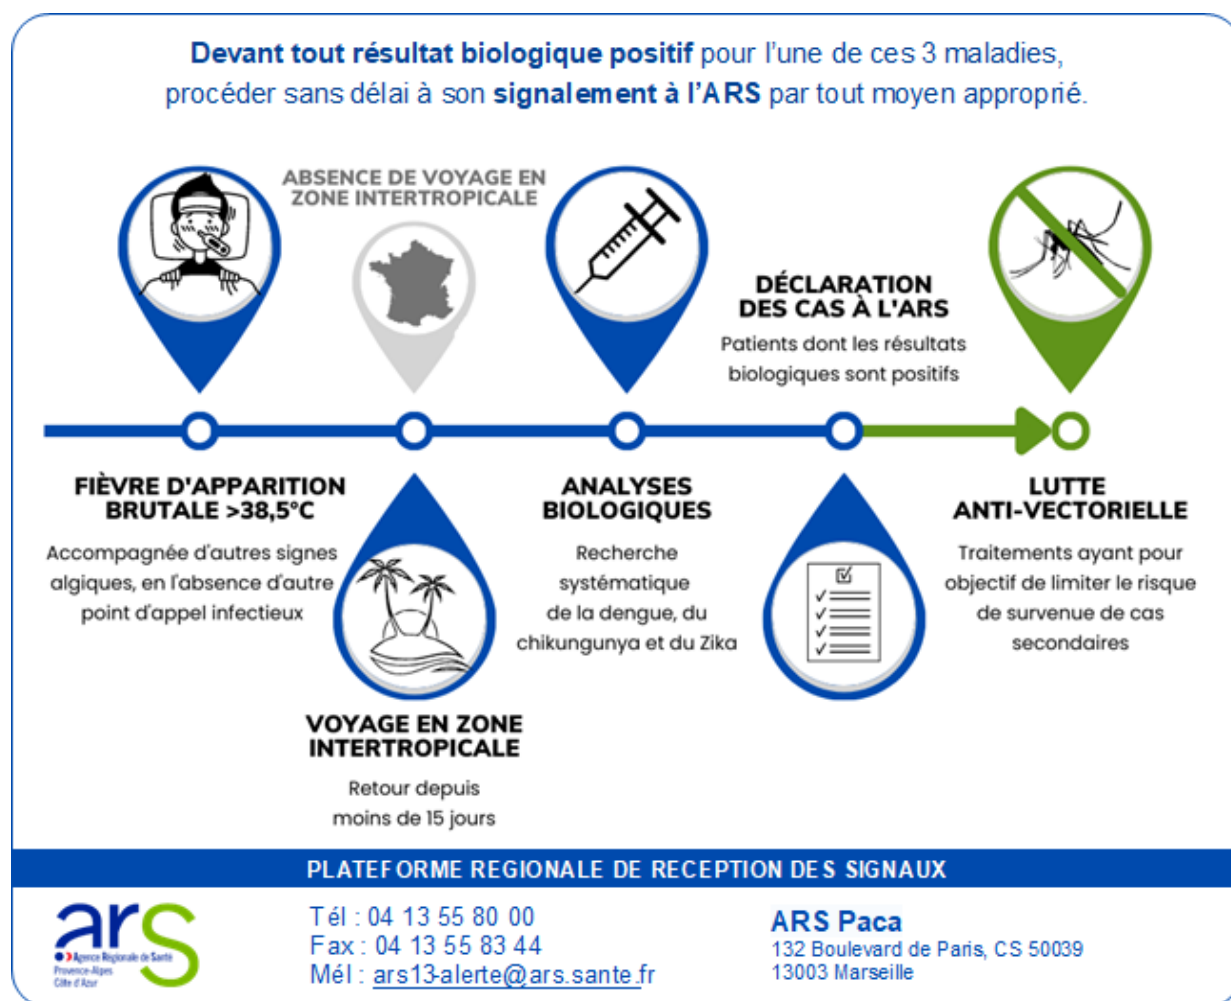 Devant tout résultat biologique positif pour l'une de ces 3 maladies,
procéder sans délai à son signalement à l'ARS par tout moyen approprié.
ABSENCE DE VOYAGE EN
ZONE INTERTROPICALE
DÉCLARATION
DES CAS À L'ARS
Patients dont les résultats
biologiques sont positifs
FIÈVRE D'APPARITION
BRUTALE >38,5°C
Accompagnée d'autres signes
algiques, en l'absence d'autre
point d'appel infectieux
VOYAGE EN ZONE
INTERTROPICALE
Retour depuis
moins de 15 jours
ANALYSES
BIOLOGIQUES
Recherche
systématique
de la dengue, du
chikungunya et du Zika
LUTTE
ANTI-VECTORIELLE
Traitements ayant pour
objectif de limiter le risque
de survenue de cas
secondaires
PLATEFORME REGIONALE DE RECEPTION DES SIGNAUX
ars
Agence Régionale de Santé
Provence-Alpes
Côte d'Azur
Tél : 04 13 55 80 00
Fax : 04 13 55 83 44
Mél : ars13-alerte@ars.sante.fr
ARS Paca
132 Boulevard de Paris, CS 50039
13003 Marseille